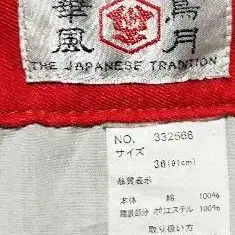 華 鳥
風 月
THE JAPANESE TRADITION
NO. 332566
サイズ
36(91cm)
品質表示
本体 綿 100%
ポリエステル 100%
取り扱い方